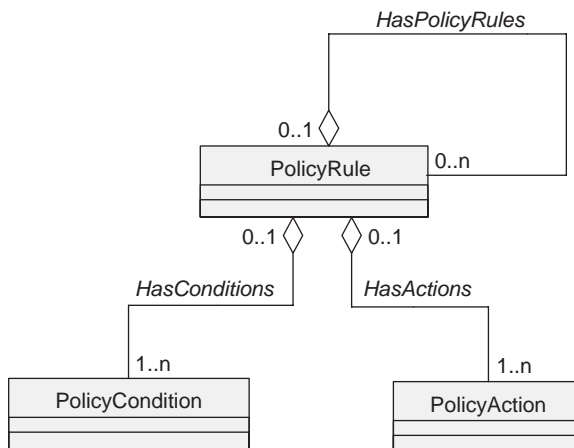 HasPolicyRules
0..1
PolicyRule
0..n
0..1
0..1
HasConditions
HasActions
1..n
1..n
PolicyCondition
PolicyAction